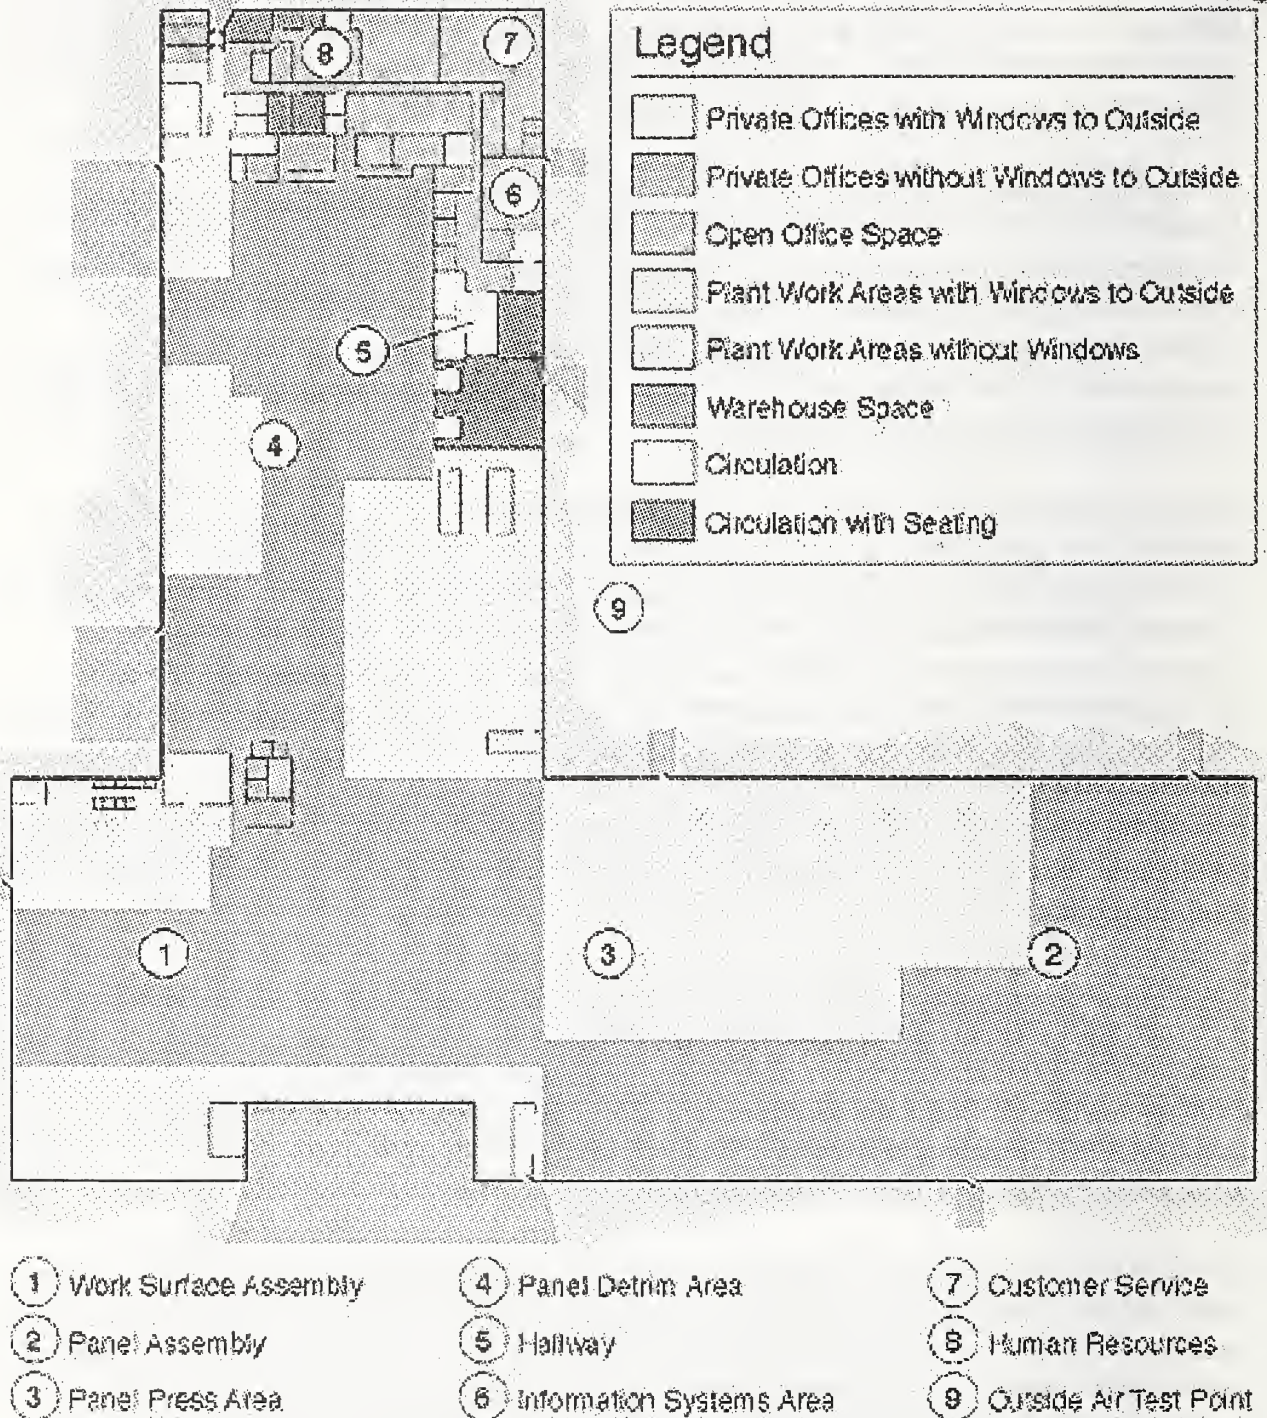 8
7
Legend
Private Offices with Windows to Outside
Private Offices without Windows to Outside
6
Open Office Space
Plant Work Areas with Windows to Outside
5
Plant Work Areas without Windows
Warehouse Space
4
Circulation
Circulation with Seating
9
1
3
2
1 Work Surface Assembly
4 Panel Detrim Area
7 Customer Service
2 Panel Assembly
5 Hallway
8 Human Resources
3 Panel Press Area
6 Information Systems Area
9 Outside Air Test Point